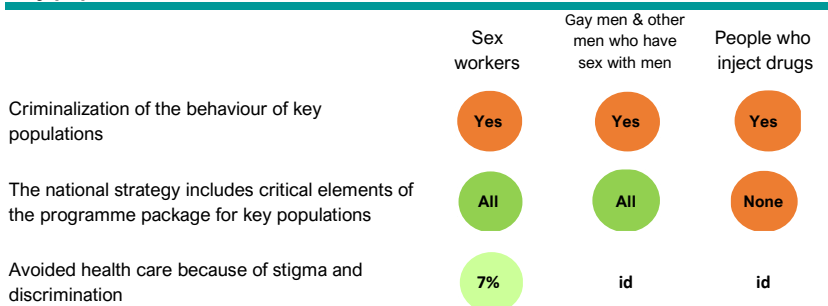 Sex workers
Gay men & other men who have sex with men
People who inject drugs
Criminalization of the behaviour of key populations
Yes Yes Yes
The national strategy includes critical elements of the programme package for key populations
All All None
Avoided health care because of stigma and discrimination
7% id id